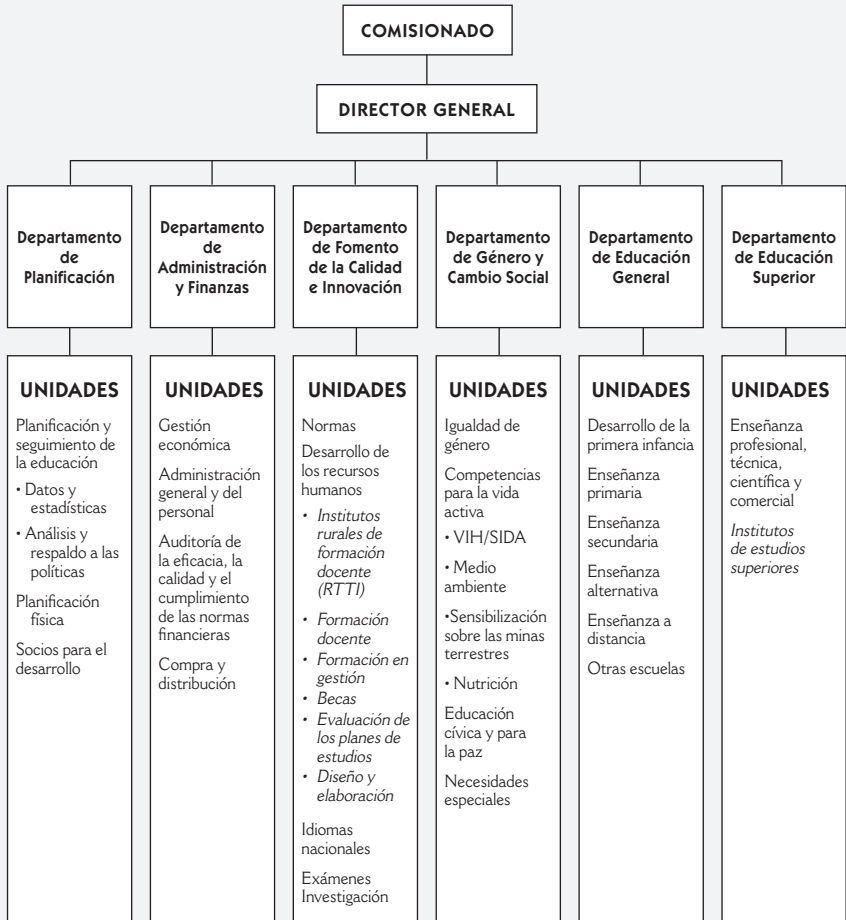 COMISIONADO
DIRECTOR GENERAL
Departamento
de
Planificación
Departamento
de
Administración
y Finanzas
Departamento
de Fomento
de la Calidad
e Innovación
Departamento
de Género y
Cambio Social
Departamento
de Educación
General
Departamento
de Educación
Superior
UNIDADES
Planificación y
seguimiento de
la educación
• Datos y
estadísticas
• Análisis y
respaldo a las
políticas
Planificación
física
Socios para el
desarrollo
UNIDADES
Gestión
económica
Administración
general y del
personal
Auditoría de
la eficacia, la
calidad y el
cumplimiento
de las normas
financieras
Compra y
distribución
UNIDADES
Normas
Desarrollo de
los recursos
humanos
• Institutos
rurales de
formación
docente
(RTTI)
• Formación
docente
• Formación en
gestión
• Becas
• Evaluación de
los planes de
estudios
• Diseño y
elaboración
Idiomas
nacionales
Exámenes
Investigación
UNIDADES
Igualdad de
género
Competencias
para la vida
activa
• VIH/SIDA
• Medio
ambiente
•Sensibilización
sobre las minas
terrestres
• Nutrición
Educación
cívica y para
la paz
Necesidades
especiales
UNIDADES
Desarrollo de la
primera infancia
Enseñanza
primaria
Enseñanza
secundaria
Enseñanza
alternativa
Enseñanza a
distancia
Otras escuelas
UNIDADES
Enseñanza
profesional,
técnica,
científica y
comercial
Institutos
de estudios
superiores